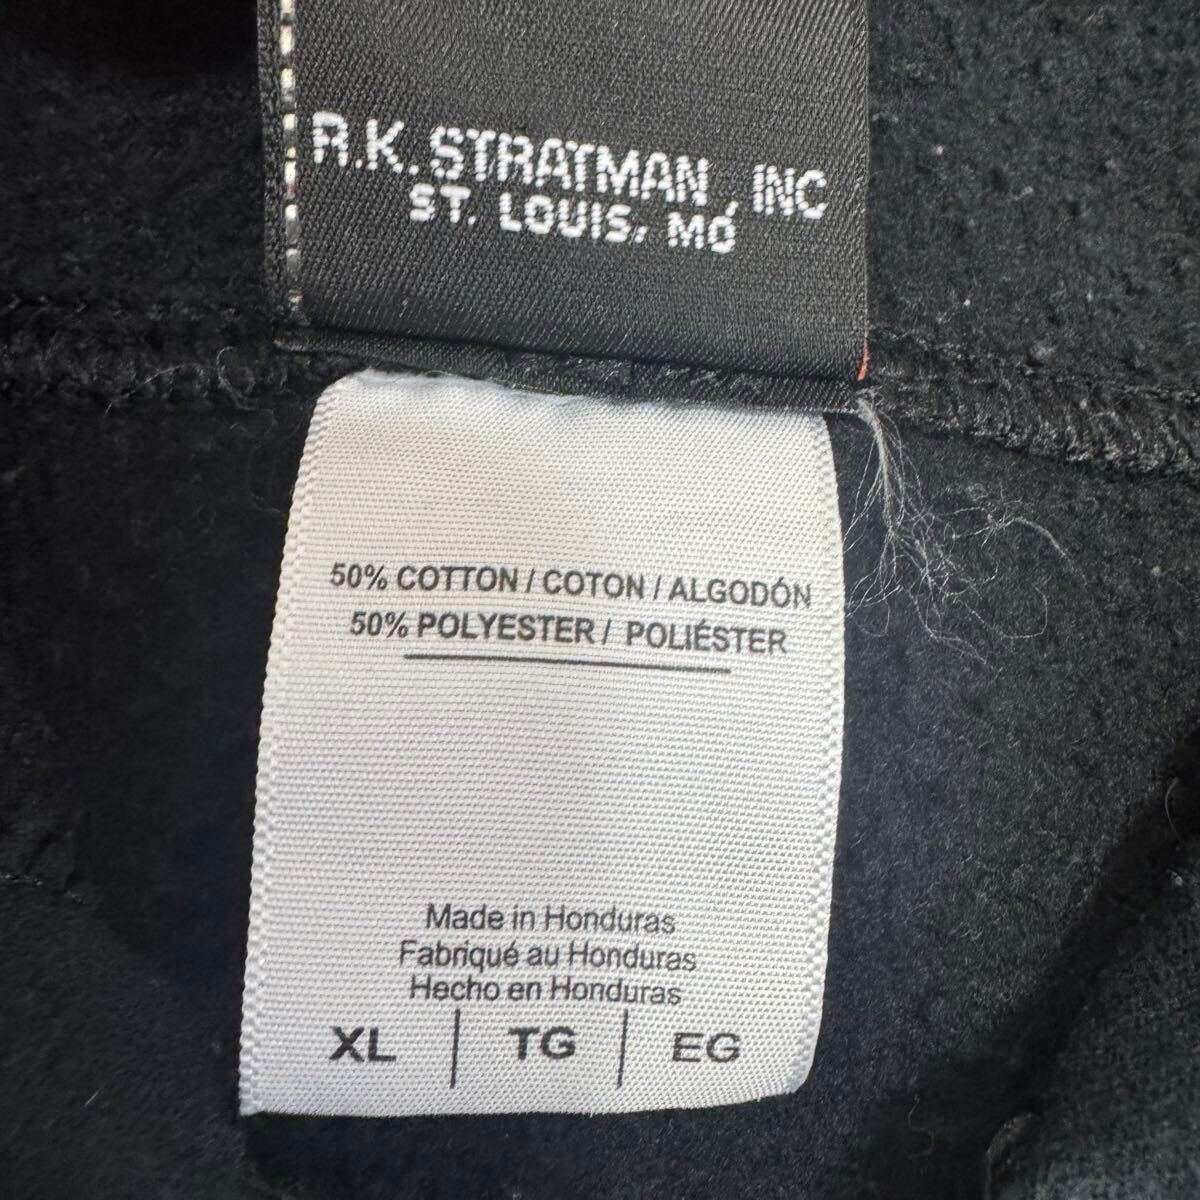 R.K. STRATMAN, INC
ST. LOUIS, MO
50% COTTON / COTON / ALGODÓN
50% POLYESTER / POLIÉSTER
Made in Honduras
Fabriqué au Honduras
Hecho en Honduras
XL | TG | EG